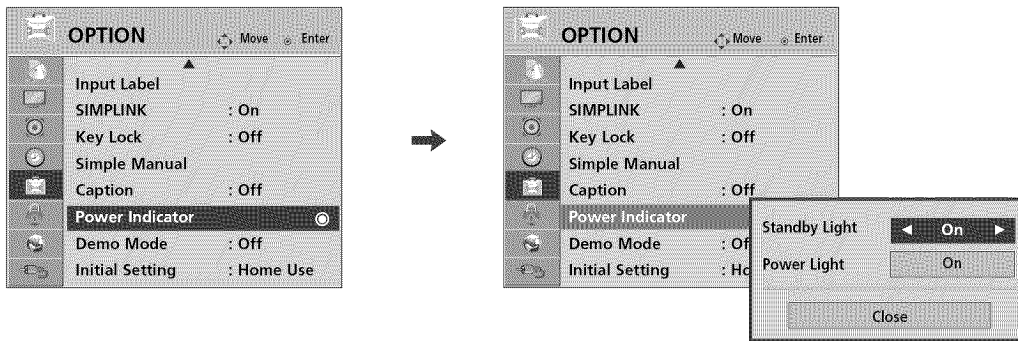 OPTION
Move
Enter
Input Label
SIMPLINK : On
Key Lock : Off
Simple Manual
Caption : Off
Power Indicator
Demo Mode : Off
Initial Setting : Home Use
OPTION
Move
Enter
Input Label
SIMPLINK : On
Key Lock : Off
Simple Manual
Caption : Off
Power Indicator
Demo Mode : Of
Initial Setting : Ho
Standby Light On
Power Light On
Close